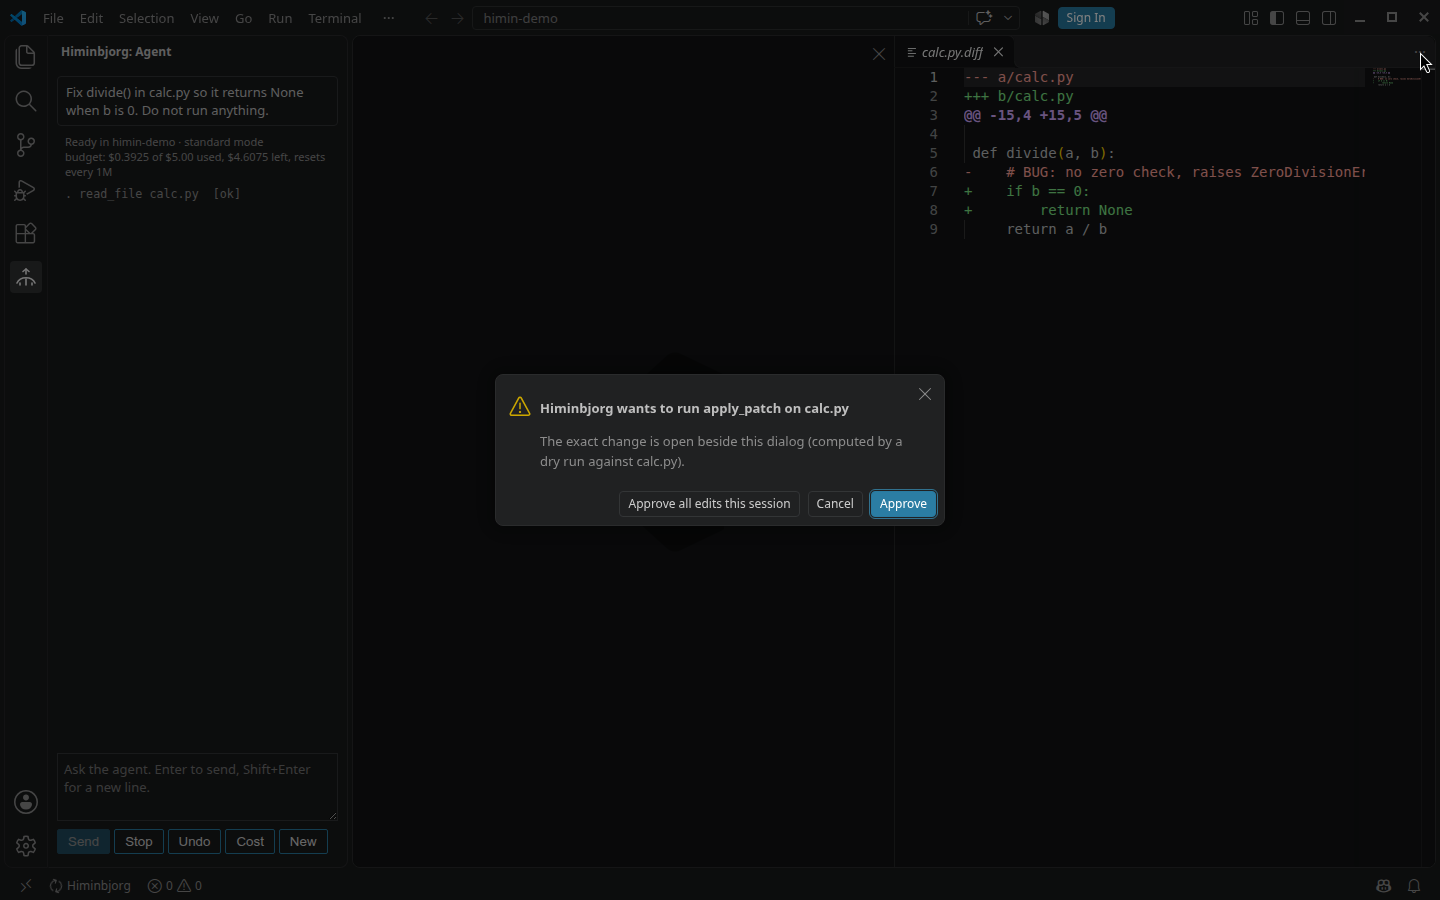 File Edit Selection View Go Run Terminal ···
himin-demo
Sign In
Himinbjorg: Agent
Fix divide() in calc.py so it returns None
when b is 0. Do not run anything.
Ready in himin-demo · standard mode
budget: $0.3925 of $5.00 used, $4.6075 left, resets
every 1M
. read_file calc.py [ok]
calc.py.diff
1 --- a/calc.py
2 +++ b/calc.py
3 @@ -15,4 +15,5 @@
4
5 def divide(a, b):
6 - # BUG: no zero check, raises ZeroDivisionEr
7 + if b == 0:
8 + return None
9 return a / b
Himinbjorg wants to run apply_patch on calc.py
The exact change is open beside this dialog (computed by a
dry run against calc.py).
Approve all edits this session Cancel Approve
Ask the agent. Enter to send, Shift+Enter
for a new line.
Send Stop Undo Cost New
Himinbjorg 0 0